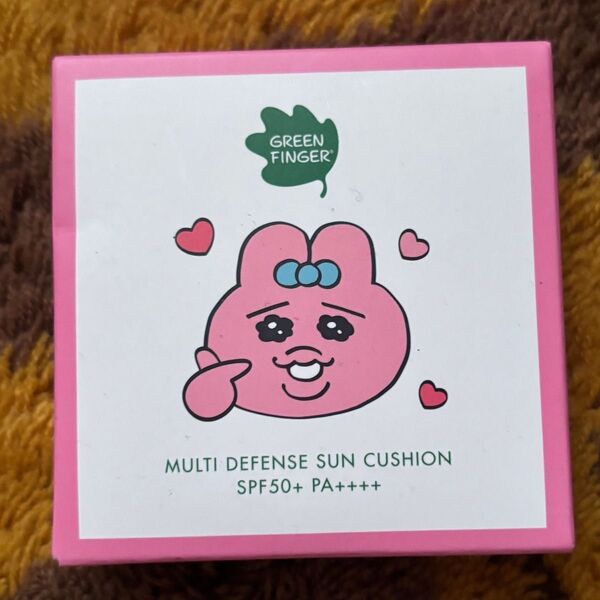 GREEN
FINGER®
MULTI DEFENSE SUN CUSHION
SPF50+ PA++++